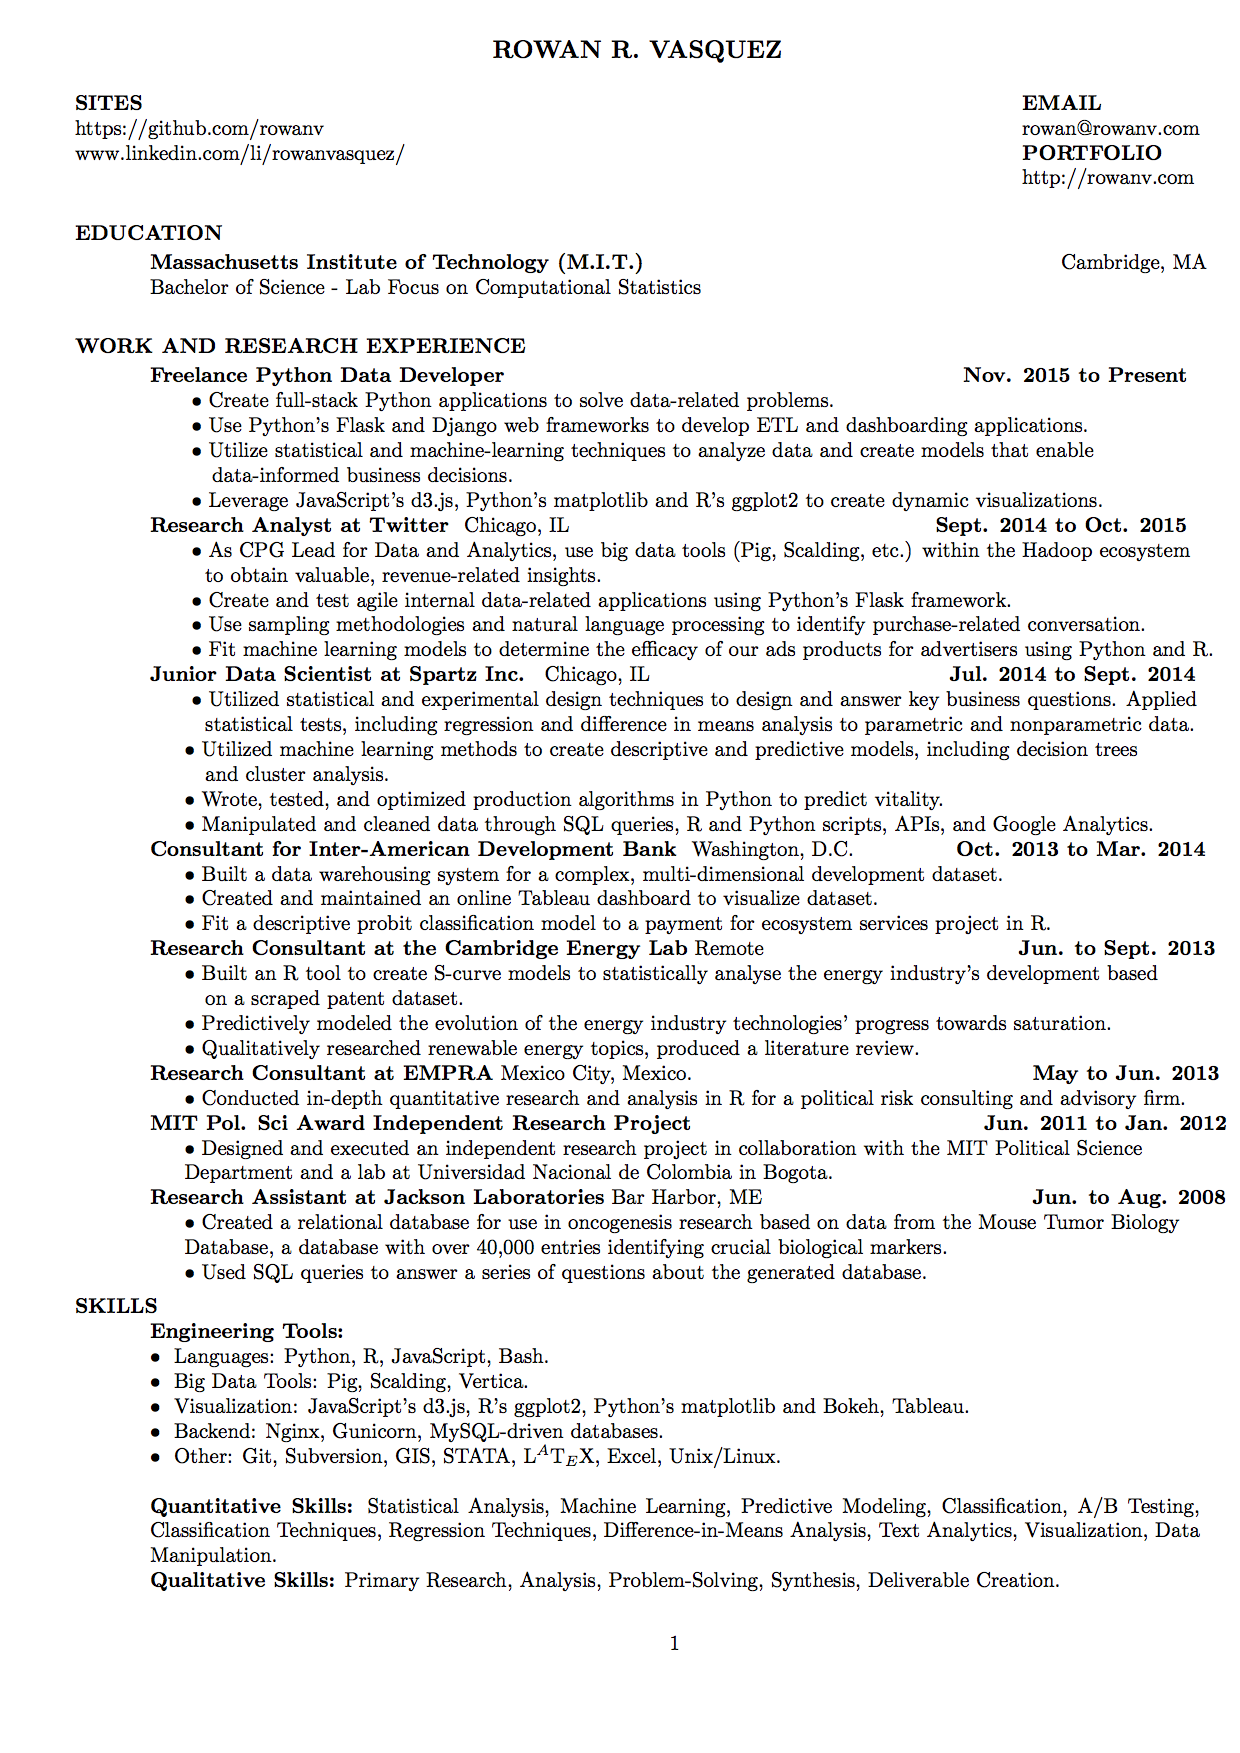 ROWAN R. VASQUEZ
SITES
https://github.com/rowanv
www.linkedin.com/li/rowanvasquez/
EMAIL
rowan@rowanv.com
PORTFOLIO
http://rowanv.com
EDUCATION
Massachusetts Institute of Technology (M.I.T.) Cambridge, MA
Bachelor of Science - Lab Focus on Computational Statistics
WORK AND RESEARCH EXPERIENCE
Freelance Python Data Developer Nov. 2015 to Present
• Create full-stack Python applications to solve data-related problems.
• Use Python's Flask and Django web frameworks to develop ETL and dashboarding applications.
• Utilize statistical and machine-learning techniques to analyze data and create models that enable
data-informed business decisions.
• Leverage JavaScript's d3.js, Python's matplotlib and R's ggplot2 to create dynamic visualizations.
Research Analyst at Twitter Chicago, IL Sept. 2014 to Oct. 2015
• As CPG Lead for Data and Analytics, use big data tools (Pig, Scalding, etc.) within the Hadoop ecosystem
to obtain valuable, revenue-related insights.
• Create and test agile internal data-related applications using Python's Flask framework.
• Use sampling methodologies and natural language processing to identify purchase-related conversation.
• Fit machine learning models to determine the efficacy of our ads products for advertisers using Python and R.
Junior Data Scientist at Spartz Inc. Chicago, IL Jul. 2014 to Sept. 2014
• Utilized statistical and experimental design techniques to design and answer key business questions. Applied
statistical tests, including regression and difference in means analysis to parametric and nonparametric data.
• Utilized machine learning methods to create descriptive and predictive models, including decision trees
and cluster analysis.
• Wrote, tested, and optimized production algorithms in Python to predict vitality.
• Manipulated and cleaned data through SQL queries, R and Python scripts, APIs, and Google Analytics.
Consultant for Inter-American Development Bank Washington, D.C. Oct. 2013 to Mar. 2014
• Built a data warehousing system for a complex, multi-dimensional development dataset.
• Created and maintained an online Tableau dashboard to visualize dataset.
• Fit a descriptive probit classification model to a payment for ecosystem services project in R.
Research Consultant at the Cambridge Energy Lab Remote Jun. to Sept. 2013
• Built an R tool to create S-curve models to statistically analyse the energy industry's development based
on a scraped patent dataset.
• Predictively modeled the evolution of the energy industry technologies' progress towards saturation.
• Qualitatively researched renewable energy topics, produced a literature review.
Research Consultant at EMPRA Mexico City, Mexico. May to Jun. 2013
• Conducted in-depth quantitative research and analysis in R for a political risk consulting and advisory firm.
MIT Pol. Sci Award Independent Research Project Jun. 2011 to Jan. 2012
• Designed and executed an independent research project in collaboration with the MIT Political Science
Department and a lab at Universidad Nacional de Colombia in Bogota.
Research Assistant at Jackson Laboratories Bar Harbor, ME Jun. to Aug. 2008
• Created a relational database for use in oncogenesis research based on data from the Mouse Tumor Biology
Database, a database with over 40,000 entries identifying crucial biological markers.
• Used SQL queries to answer a series of questions about the generated database.
SKILLS
Engineering Tools:
• Languages: Python, R, JavaScript, Bash.
• Big Data Tools: Pig, Scalding, Vertica.
• Visualization: JavaScript's d3.js, R's ggplot2, Python's matplotlib and Bokeh, Tableau.
• Backend: Nginx, Gunicorn, MySQL-driven databases.
• Other: Git, Subversion, GIS, STATA, LATEX, Excel, Unix/Linux.
Quantitative Skills: Statistical Analysis, Machine Learning, Predictive Modeling, Classification, A/B Testing,
Classification Techniques, Regression Techniques, Difference-in-Means Analysis, Text Analytics, Visualization, Data
Manipulation.
Qualitative Skills: Primary Research, Analysis, Problem-Solving, Synthesis, Deliverable Creation.
1